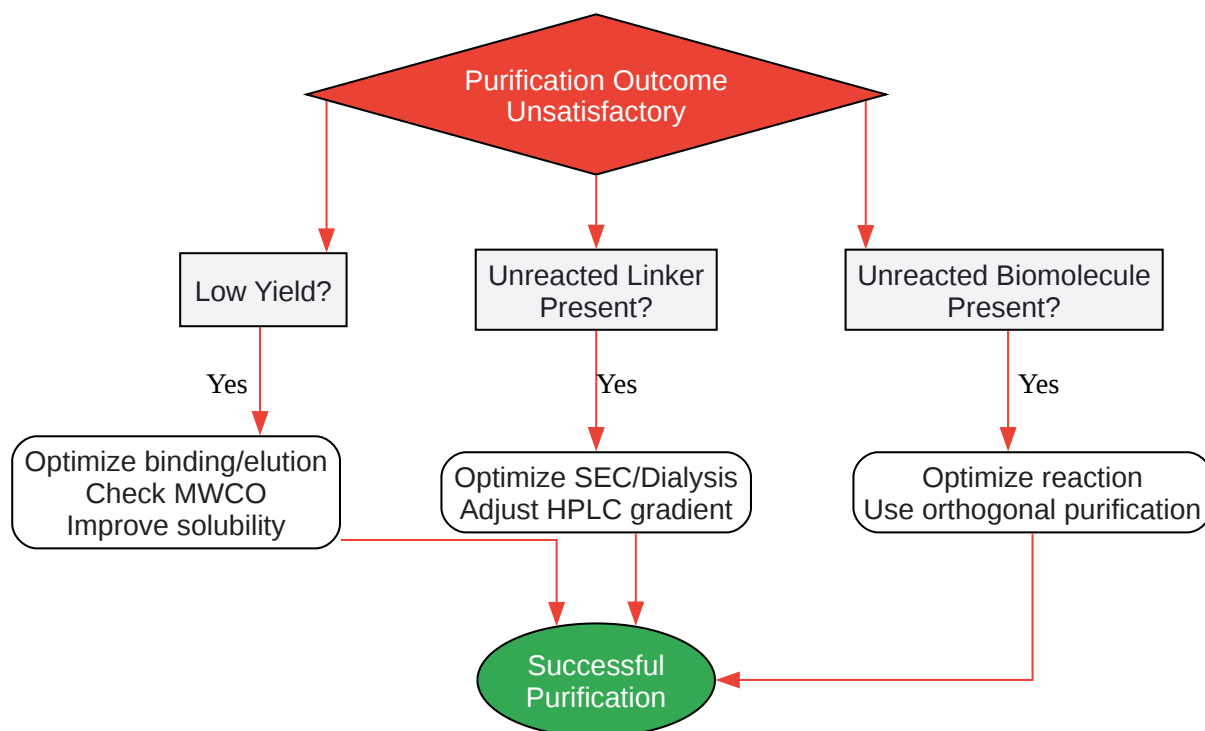 Purification Outcome
Unsatisfactory
Low Yield?
Unreacted Linker
Present?
Unreacted Biomolecule
Present?
Yes
Yes
Yes
Optimize binding/elution
Check MWCO
Improve solubility
Optimize SEC/Dialysis
Adjust HPLC gradient
Optimize reaction
Use orthogonal purification
Successful
Purification